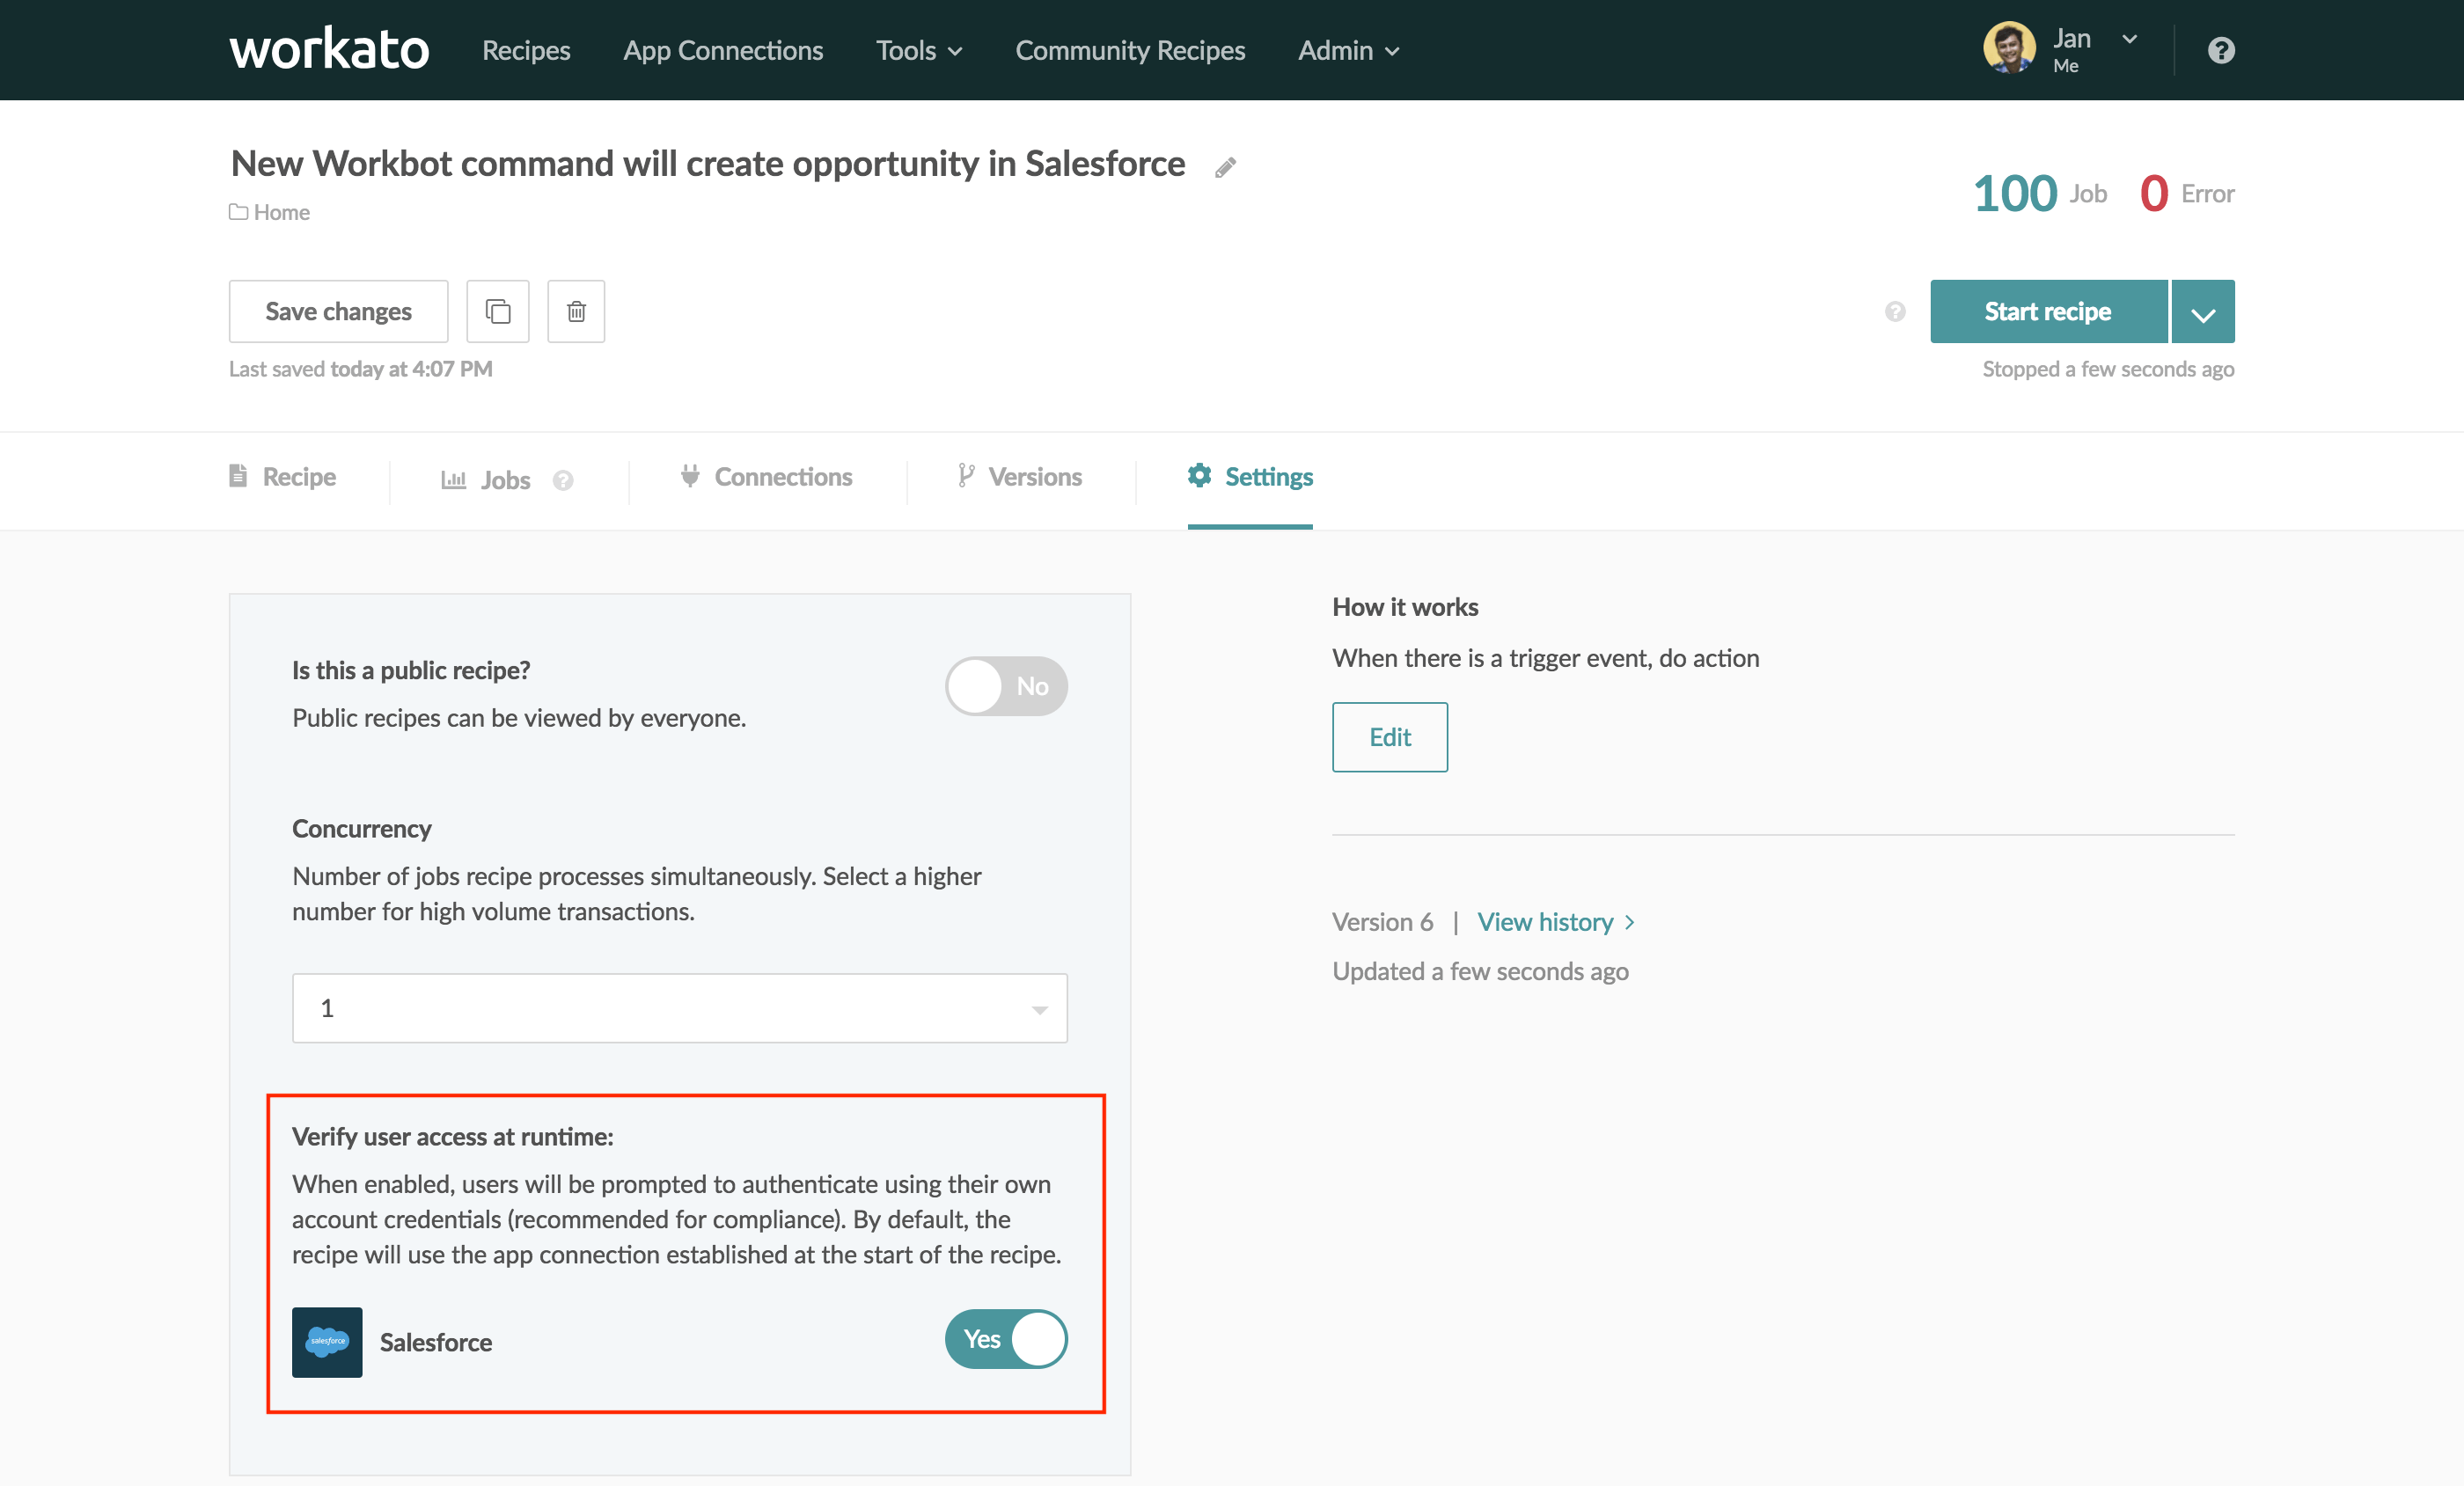 workato Recipes App Connections Tools Community Recipes Admin Jan
Me
New Workbot command will create opportunity in Salesforce
Home
100 Job 0 Error
Save changes
Start recipe
Last saved today at 4:07 PM
Stopped a few seconds ago
Recipe Jobs Connections Versions Settings
Is this a public recipe?
No
Public recipes can be viewed by everyone.
Concurrency
Number of jobs recipe processes simultaneously. Select a higher
number for high volume transactions.
1
Verify user access at runtime:
When enabled, users will be prompted to authenticate using their own
account credentials (recommended for compliance). By default, the
recipe will use the app connection established at the start of the recipe.
salesforce
Salesforce
Yes
How it works
When there is a trigger event, do action
Edit
Version 6 | View history
Updated a few seconds ago